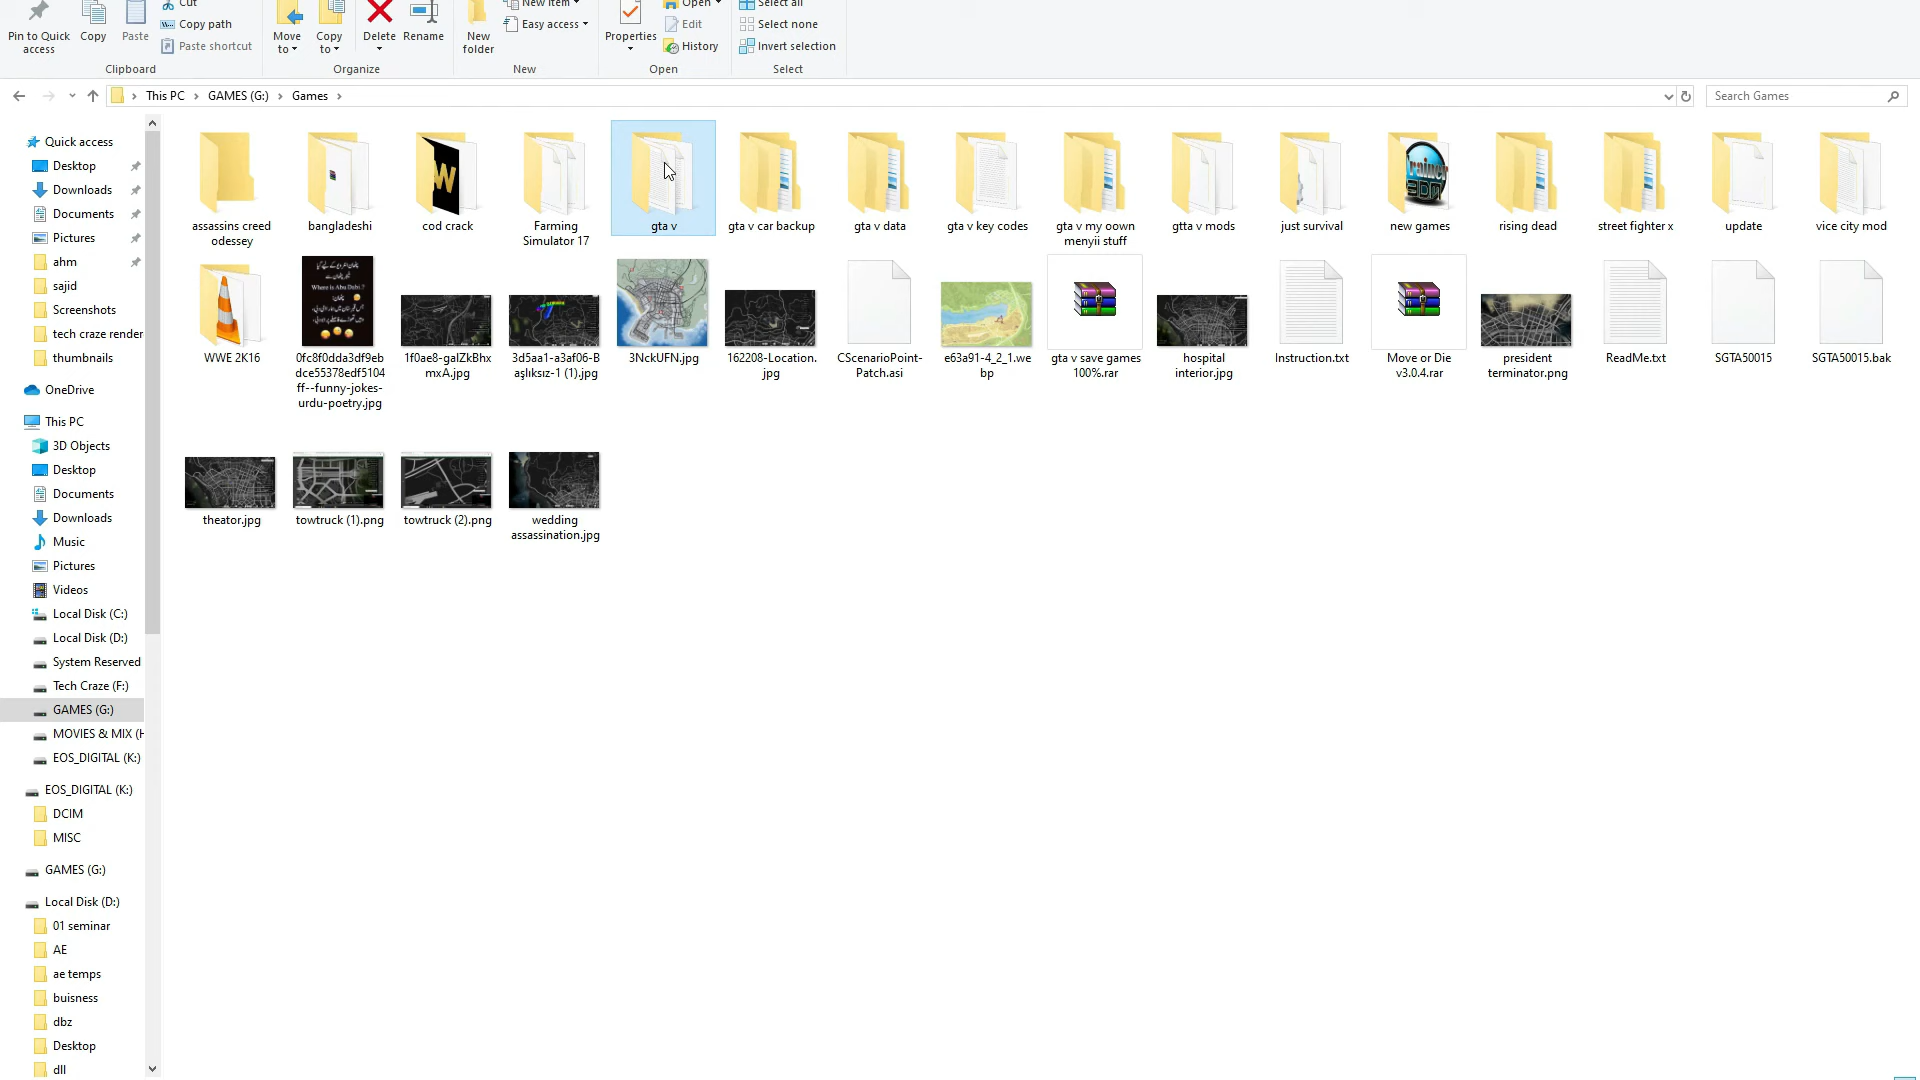 Cut
New item
Open
Select all
Copy path
Easy access
Edit
Select none
Pin to Quick
access
Copy
Paste
Paste shortcut
Move
to
Copy
to
Delete
Rename
New
folder
Properties
History
Invert selection
Clipboard
Organize
New
Open
Select
This PC
GAMES (G:)
Games
Search Games
Quick access
Desktop
Downloads
Documents
Pictures
ahm
sajid
Screenshots
tech craze render
thumbnails
OneDrive
This PC
3D Objects
Desktop
Documents
Downloads
Music
Pictures
Videos
Local Disk (C:)
Local Disk (D:)
System Reserved
Tech Craze (F:)
GAMES (G:)
MOVIES & MIX (H
EOS_DIGITAL (K:)
EOS_DIGITAL (K:)
DCIM
MISC
GAMES (G:)
Local Disk (D:)
01 seminar
AE
ae temps
buisness
dbz
Desktop
dll
assassins creed
odessey
bangladeshi
W
cod crack
Farming
Simulator 17
gta v
gta v car backup
gta v data
gta v key codes
gta v my oown
menyii stuff
gtta v mods
just survival
new games
rising dead
street fighter x
update
vice city mod
WWE 2K16
Where is Abu Dabi.?
0fc8f0dda3df9eb
dce55378edf5104
ff--funny-jokes-
urdu-poetry.jpg
1f0ae8-galZkBhx
mxA.jpg
3d5aa1-a3af06-B
aşlıksız-1 (1).jpg
3NckUFN.jpg
162208-Location.
jpg
CScenarioPoint-
Patch.asi
e63a91-4_2_1.we
bp
gta v save games
100%.rar
hospital
interior.jpg
Instruction.txt
Move or Die
v3.0.4.rar
president
terminator.png
ReadMe.txt
SGTA50015
SGTA50015.bak
theator.jpg
towtruck (1).png
towtruck (2).png
wedding
assassination.jpg